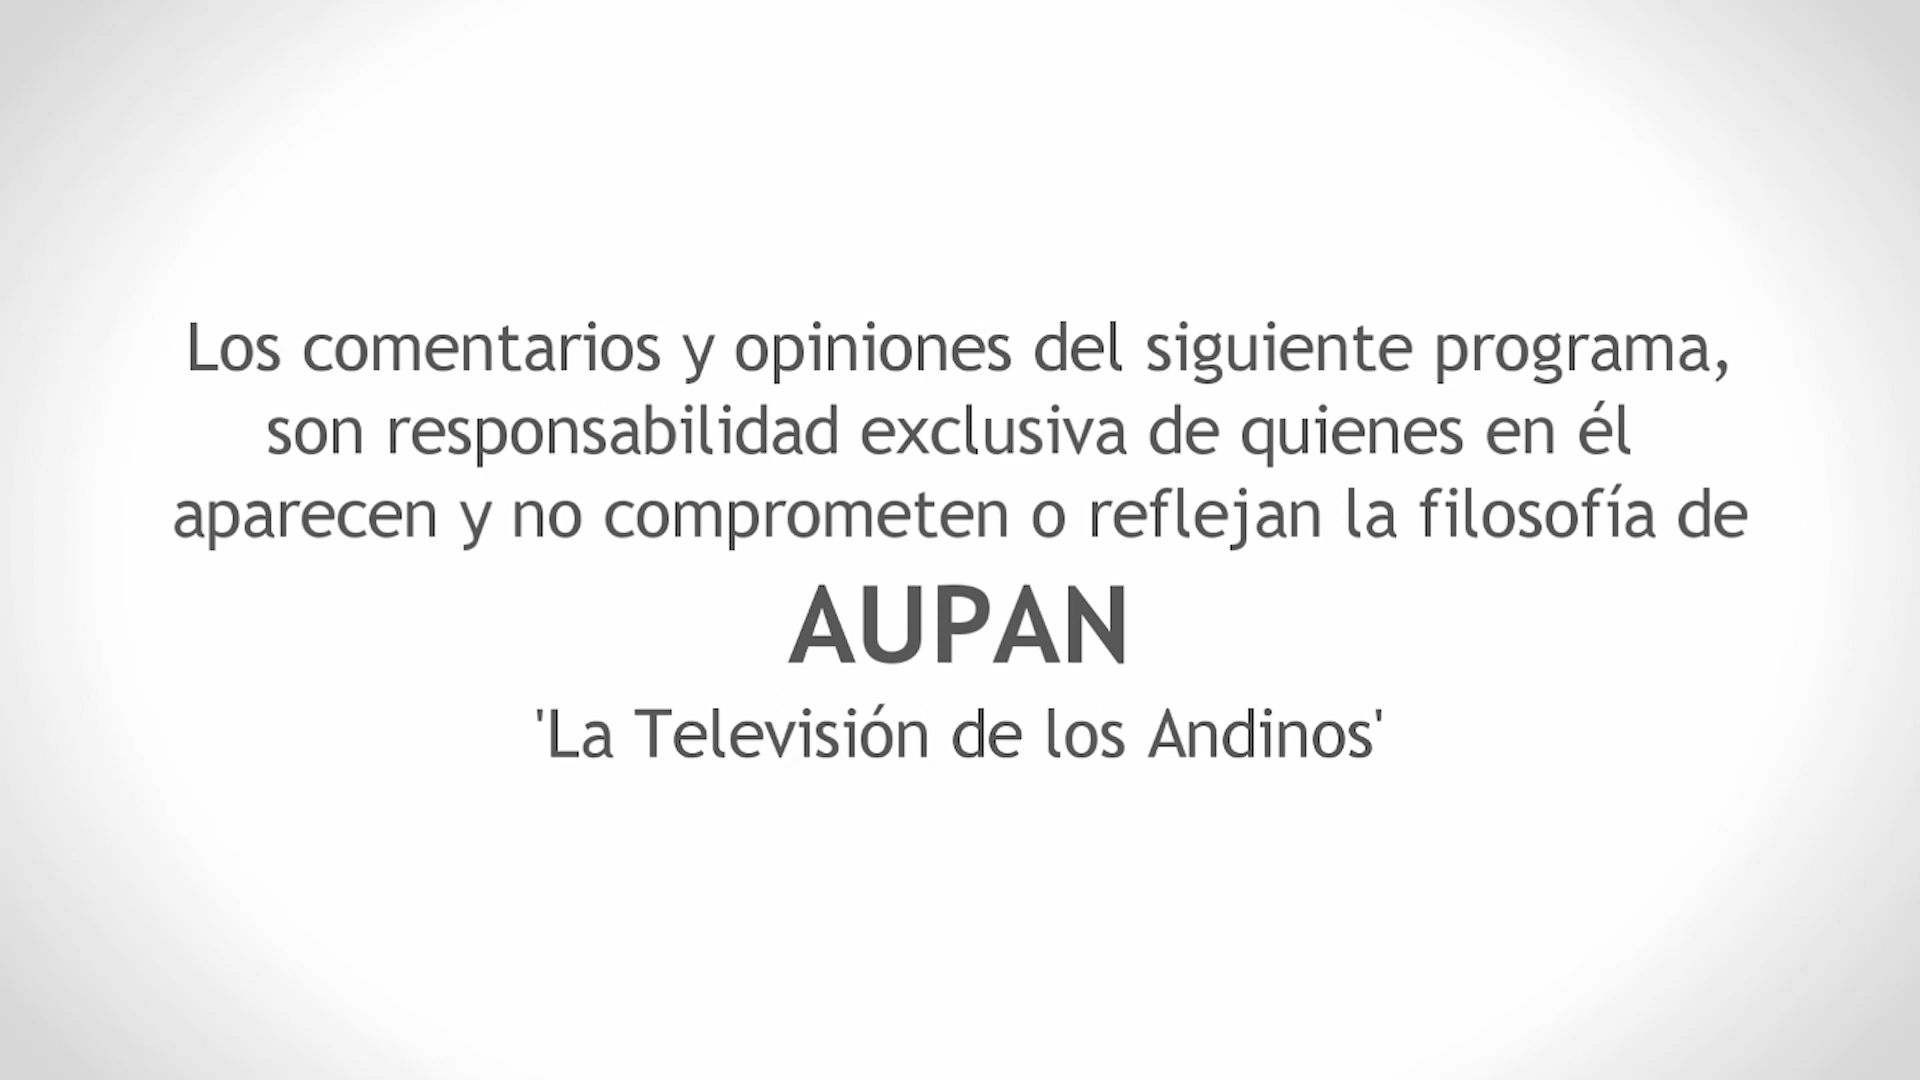 Los comentarios y opiniones del siguiente programa,
son responsabilidad exclusiva de quienes en él
aparecen y no comprometen o reflejan la filosofía de
AUPAN
'La Televisión de los Andinos'